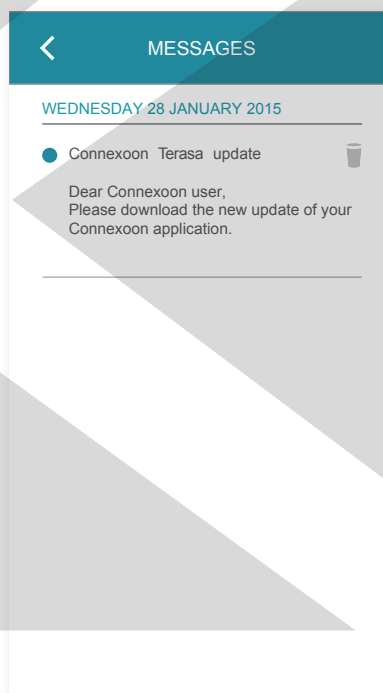 MESSAGES
WEDNESDAY 28 JANUARY 2015
Connexoon Terasa update
Dear Connexoon user,
Please download the new update of your
Connexoon application.